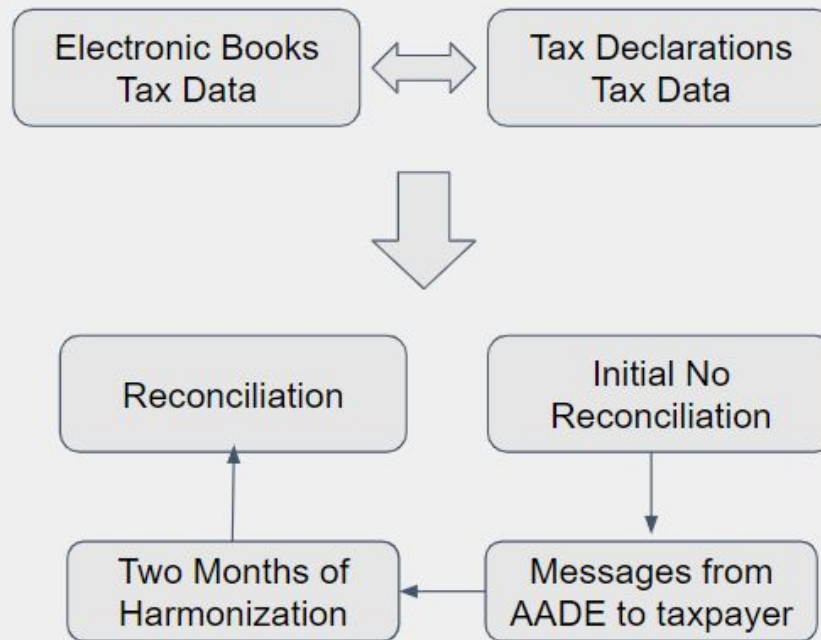 Electronic Books
Tax Data
Tax Declarations
Tax Data
Reconciliation
Initial No
Reconciliation
Two Months of
Harmonization
Messages from
AADE to taxpayer